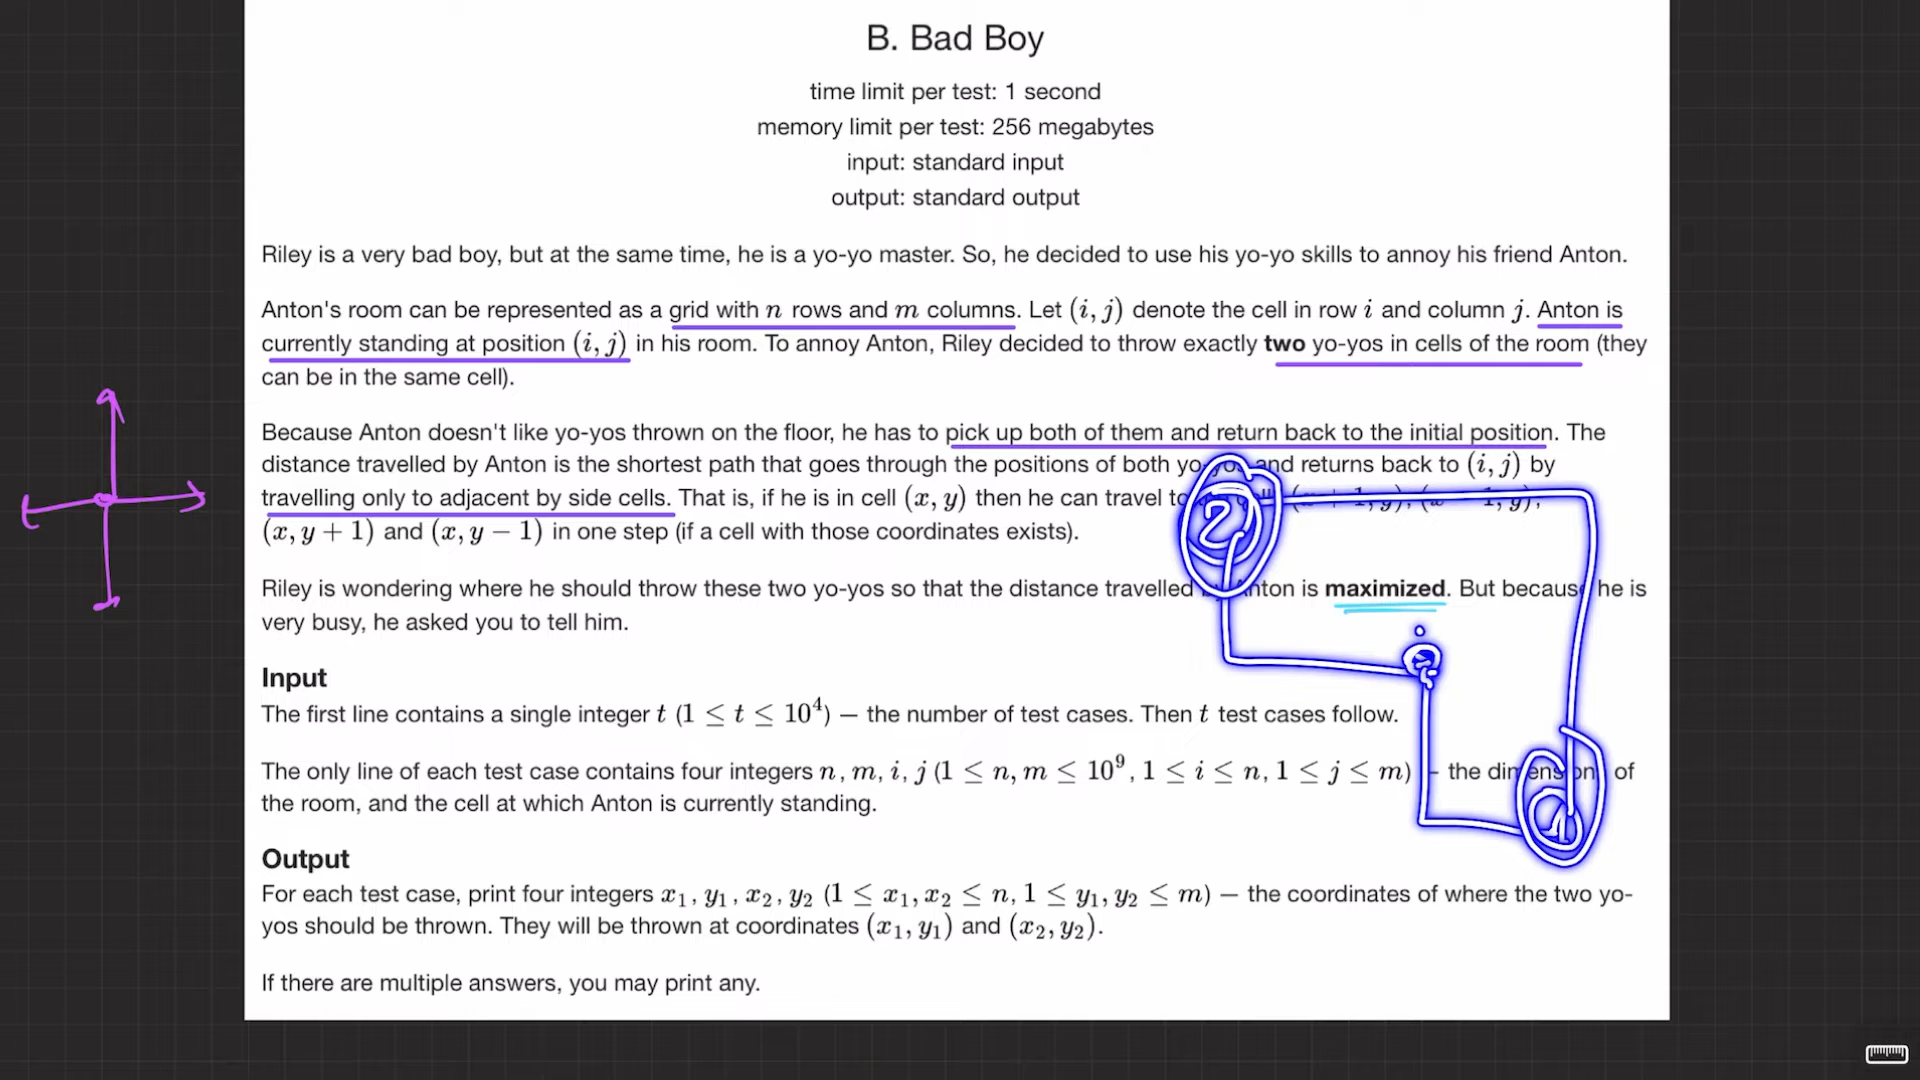 B. Bad Boy
time limit per test: 1 second
memory limit per test: 256 megabytes
input: standard input
output: standard output
Riley is a very bad boy, but at the same time, he is a yo-yo master. So, he decided to use his yo-yo skills to annoy his friend Anton.
Anton's room can be represented as a grid with n rows and m columns. Let (i, j) denote the cell in row i and column j. Anton is
currently standing at position (i, j) in his room. To annoy Anton, Riley decided to throw exactly two yo-yos in cells of the room (they
can be in the same cell).
Because Anton doesn't like yo-yos thrown on the floor, he has to pick up both of them and return back to the initial position. The
distance travelled by Anton is the shortest path that goes through the positions of both yo-yos and returns back to (i, j) by
travelling only to adjacent by side cells. That is, if he is in cell (x, y) then he can travel to (x + 1, y), (x − 1, y),
(x, y + 1) and (x, y − 1) in one step (if a cell with those coordinates exists).
2
Riley is wondering where he should throw these two yo-yos so that the distance travelled by Anton is maximized. But because he is
very busy, he asked you to tell him.
Input
The first line contains a single integer t (1 ≤ t ≤ 10⁴) — the number of test cases. Then t test cases follow.
The only line of each test case contains four integers n, m, i, j (1 ≤ n, m ≤ 10⁹, 1 ≤ i ≤ n, 1 ≤ j ≤ m) — the dimensions of
the room, and the cell at which Anton is currently standing.
1
Output
For each test case, print four integers x₁, y₁, x₂, y₂ (1 ≤ x₁, x₂ ≤ n, 1 ≤ y₁, y₂ ≤ m) — the coordinates of where the two yo-
yos should be thrown. They will be thrown at coordinates (x₁, y₁) and (x₂, y₂).
If there are multiple answers, you may print any.